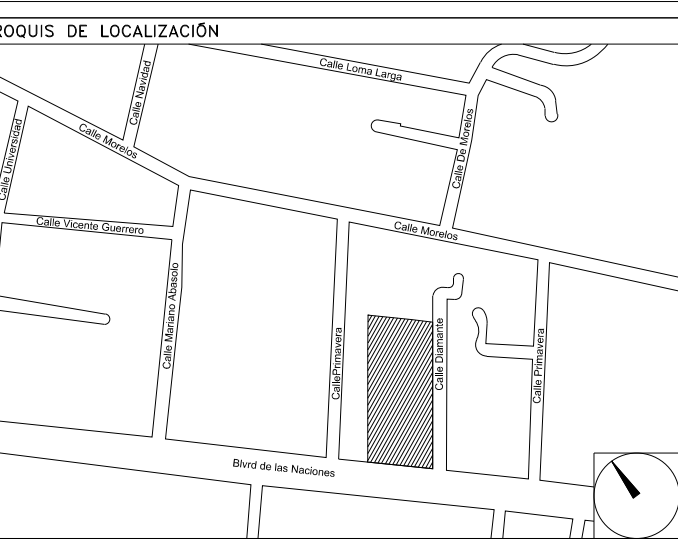 ROQUIS DE LOCALIZACIÓN
Calle Loma Larga
Calle Navidad
Calle Morelos
Calle De Morelos
Calle Universidad
Calle Vicente Guerrero
Calle Morelos
Calle Mariano Abasolo
CallePrimavera
Calle Diamante
Calle Primavera
Blvrd de las Naciones